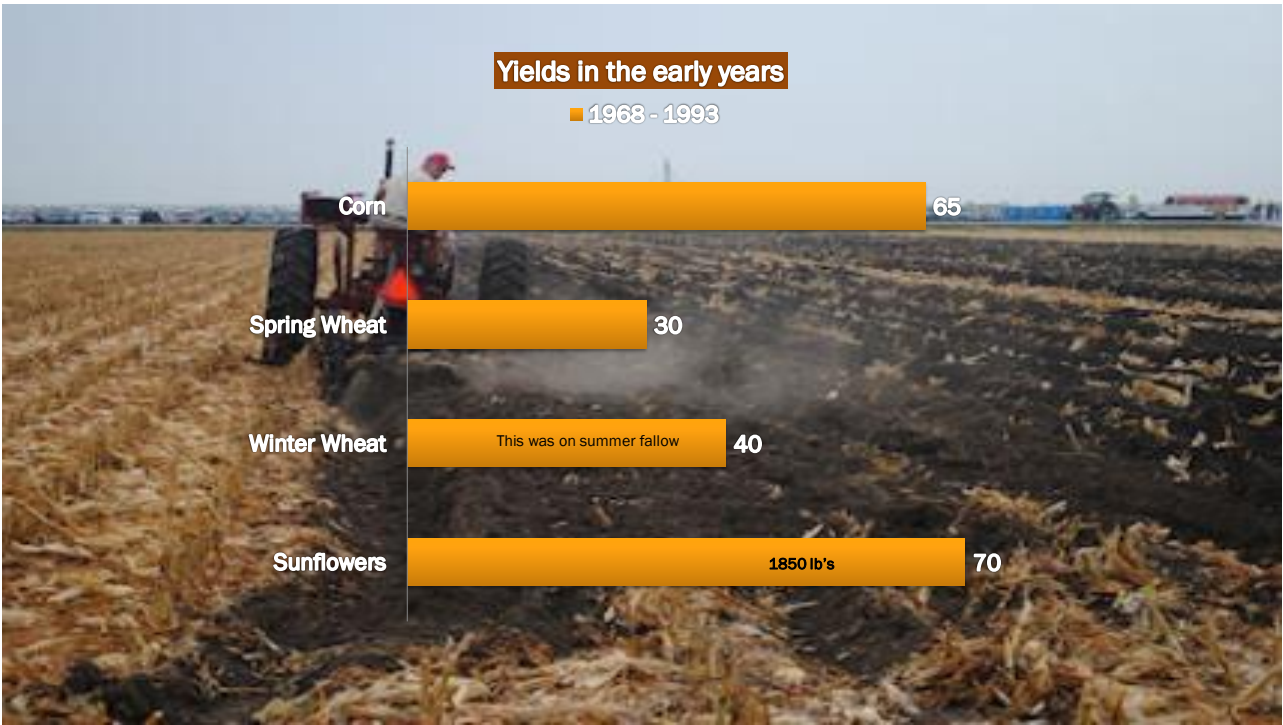 Yields in the early years
1968 - 1993
Corn 65
Spring Wheat 30
Winter Wheat This was on summer fallow 40
Sunflowers 1850 lb's 70